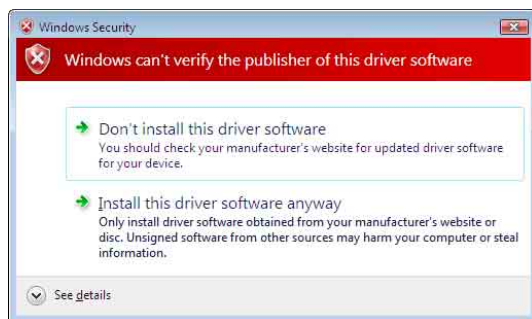 Windows Security
Windows can't verify the publisher of this driver software
Don't install this driver software
You should check your manufacturer's website for updated driver software
for your device.
Install this driver software anyway
Only install driver software obtained from your manufacturer's website or
disc. Unsigned software from other sources may harm your computer or steal
information.
See details